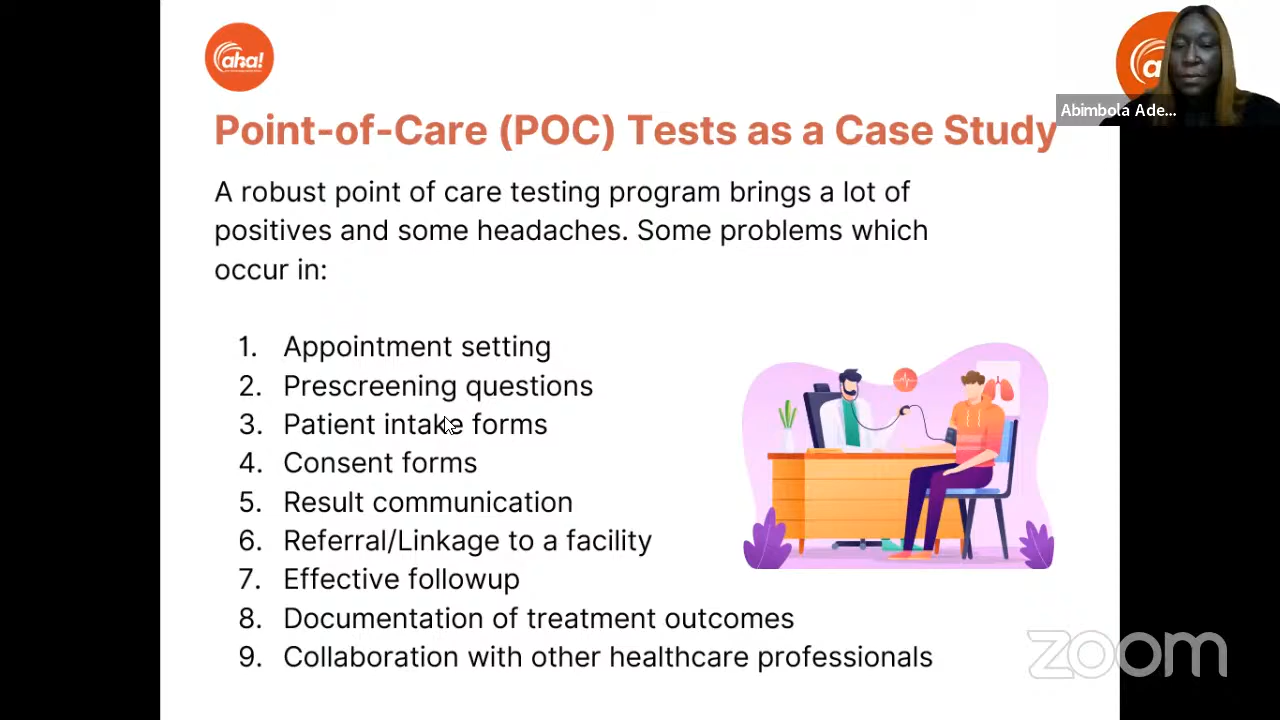 aha!
a
Abimbola Ade...
Point-of-Care (POC) Tests as a Case Study
A robust point of care testing program brings a lot of
positives and some headaches. Some problems which
occur in:
1. Appointment setting
2. Prescreening questions
3. Patient intake forms
4. Consent forms
5. Result communication
6. Referral/Linkage to a facility
7. Effective followup
8. Documentation of treatment outcomes
9. Collaboration with other healthcare professionals
zoom